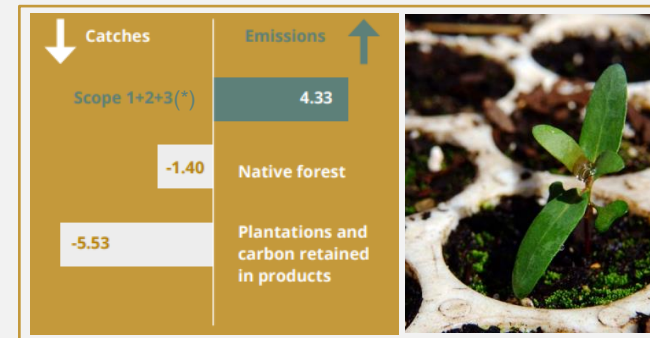 Catches
Emissions
Scope 1+2+3(*)
4.33
-1.40
Native forest
-5.53
Plantations and
carbon retained
in products